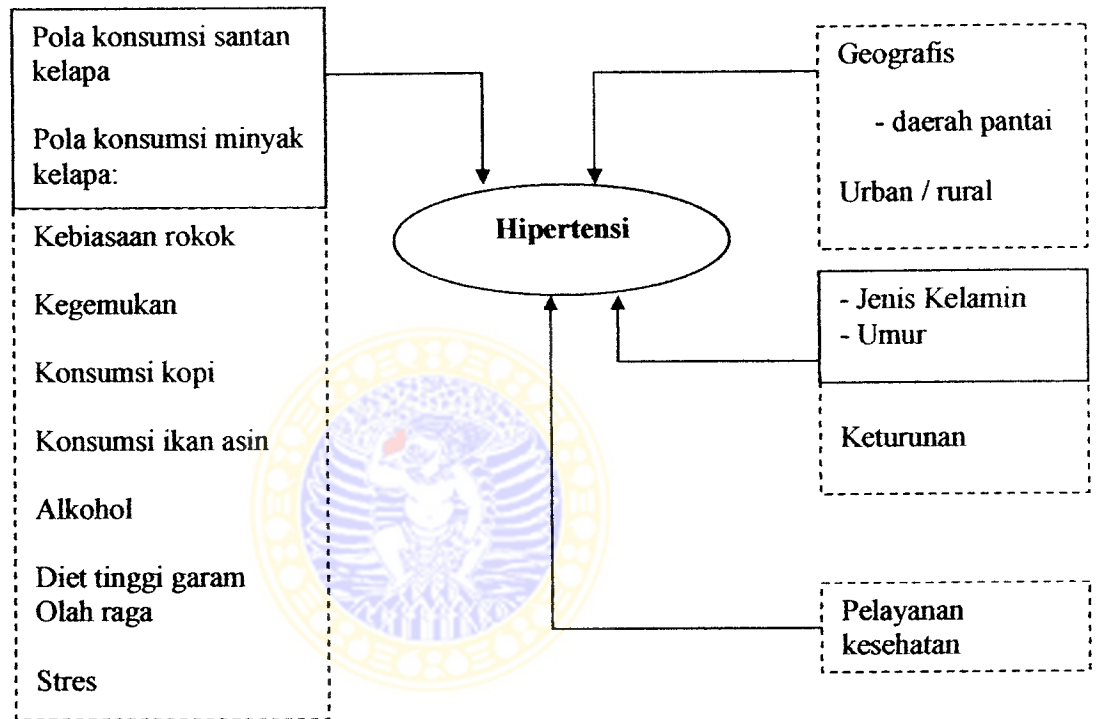 Pola konsumsi santan
kelapa
Pola konsumsi minyak
kelapa:
Kebiasaan rokok
Kegemukan
Konsumsi kopi
Konsumsi ikan asin
Alkohol
Diet tinggi garam
Olah raga
Stres
Hipertensi
Geografis
- daerah pantai
Urban / rural
- Jenis Kelamin
- Umur
Keturunan
Pelayanan
kesehatan